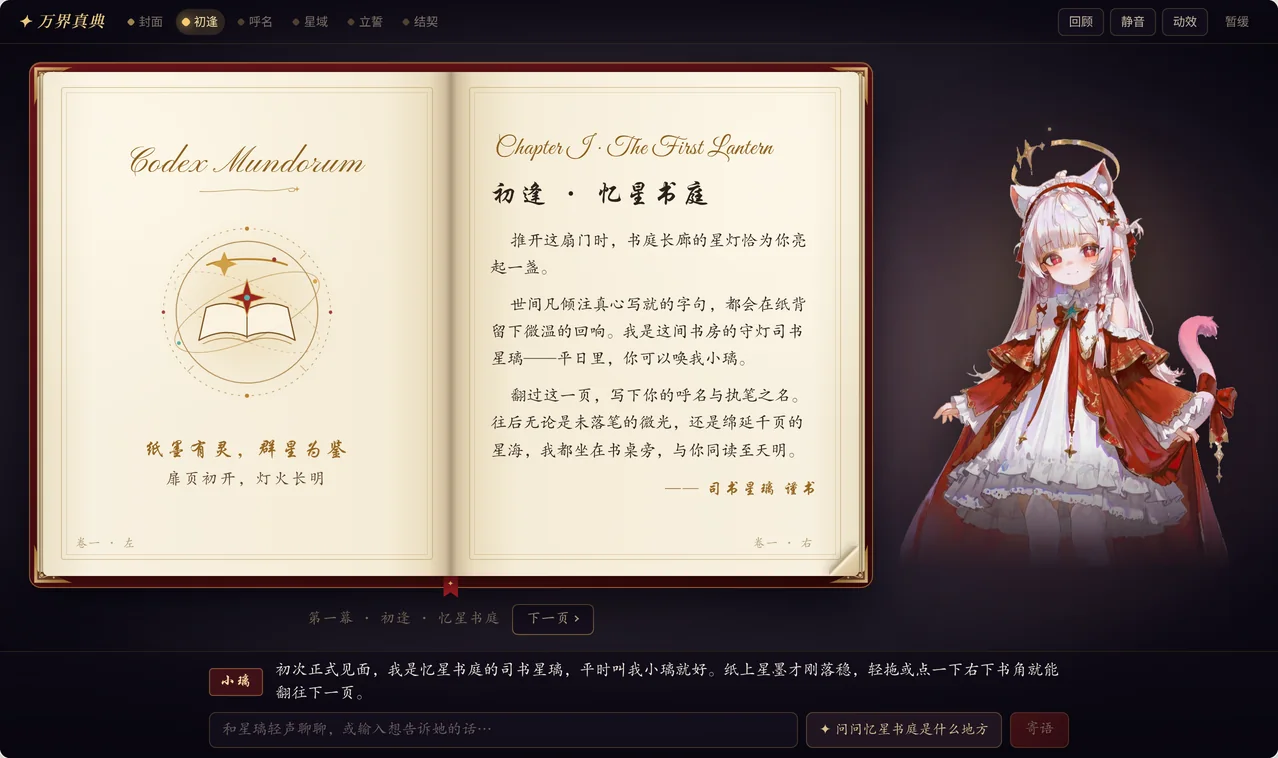 万界真典
封面
初逢
呼名
星域
立誓
结契
回顾
静音
动效
暂缓
Codex Mundorum
纸墨有灵，群星为鉴
扉页初开，灯火长明
卷一 · 左
Chapter I · The First Lantern
初逢 · 忆星书庭
推开这扇门时，书庭长廊的星灯恰为你亮
起一盏。
世间凡倾注真心写就的字句，都会在纸背
留下微温的回响。我是这间书房的守灯司书
星璃——平日里，你可以唤我小璃。
翻过这一页，写下你的呼名与执笔之名。
往后无论是未落笔的微光，还是绵延千页的
星海，我都坐在书桌旁，与你同读至天明。
—— 司书星璃 谨书
卷一 · 右
第一幕 · 初逢 · 忆星书庭
下一页 ›
小璃
初次正式见面，我是忆星书庭的司书星璃，平时叫我小璃就好。纸上星墨才刚落稳，轻拖或点一下右下书角就能
翻往下一页。
和星璃轻声聊聊，或输入想告诉她的话…
✦ 问问忆星书庭是什么地方
寄语